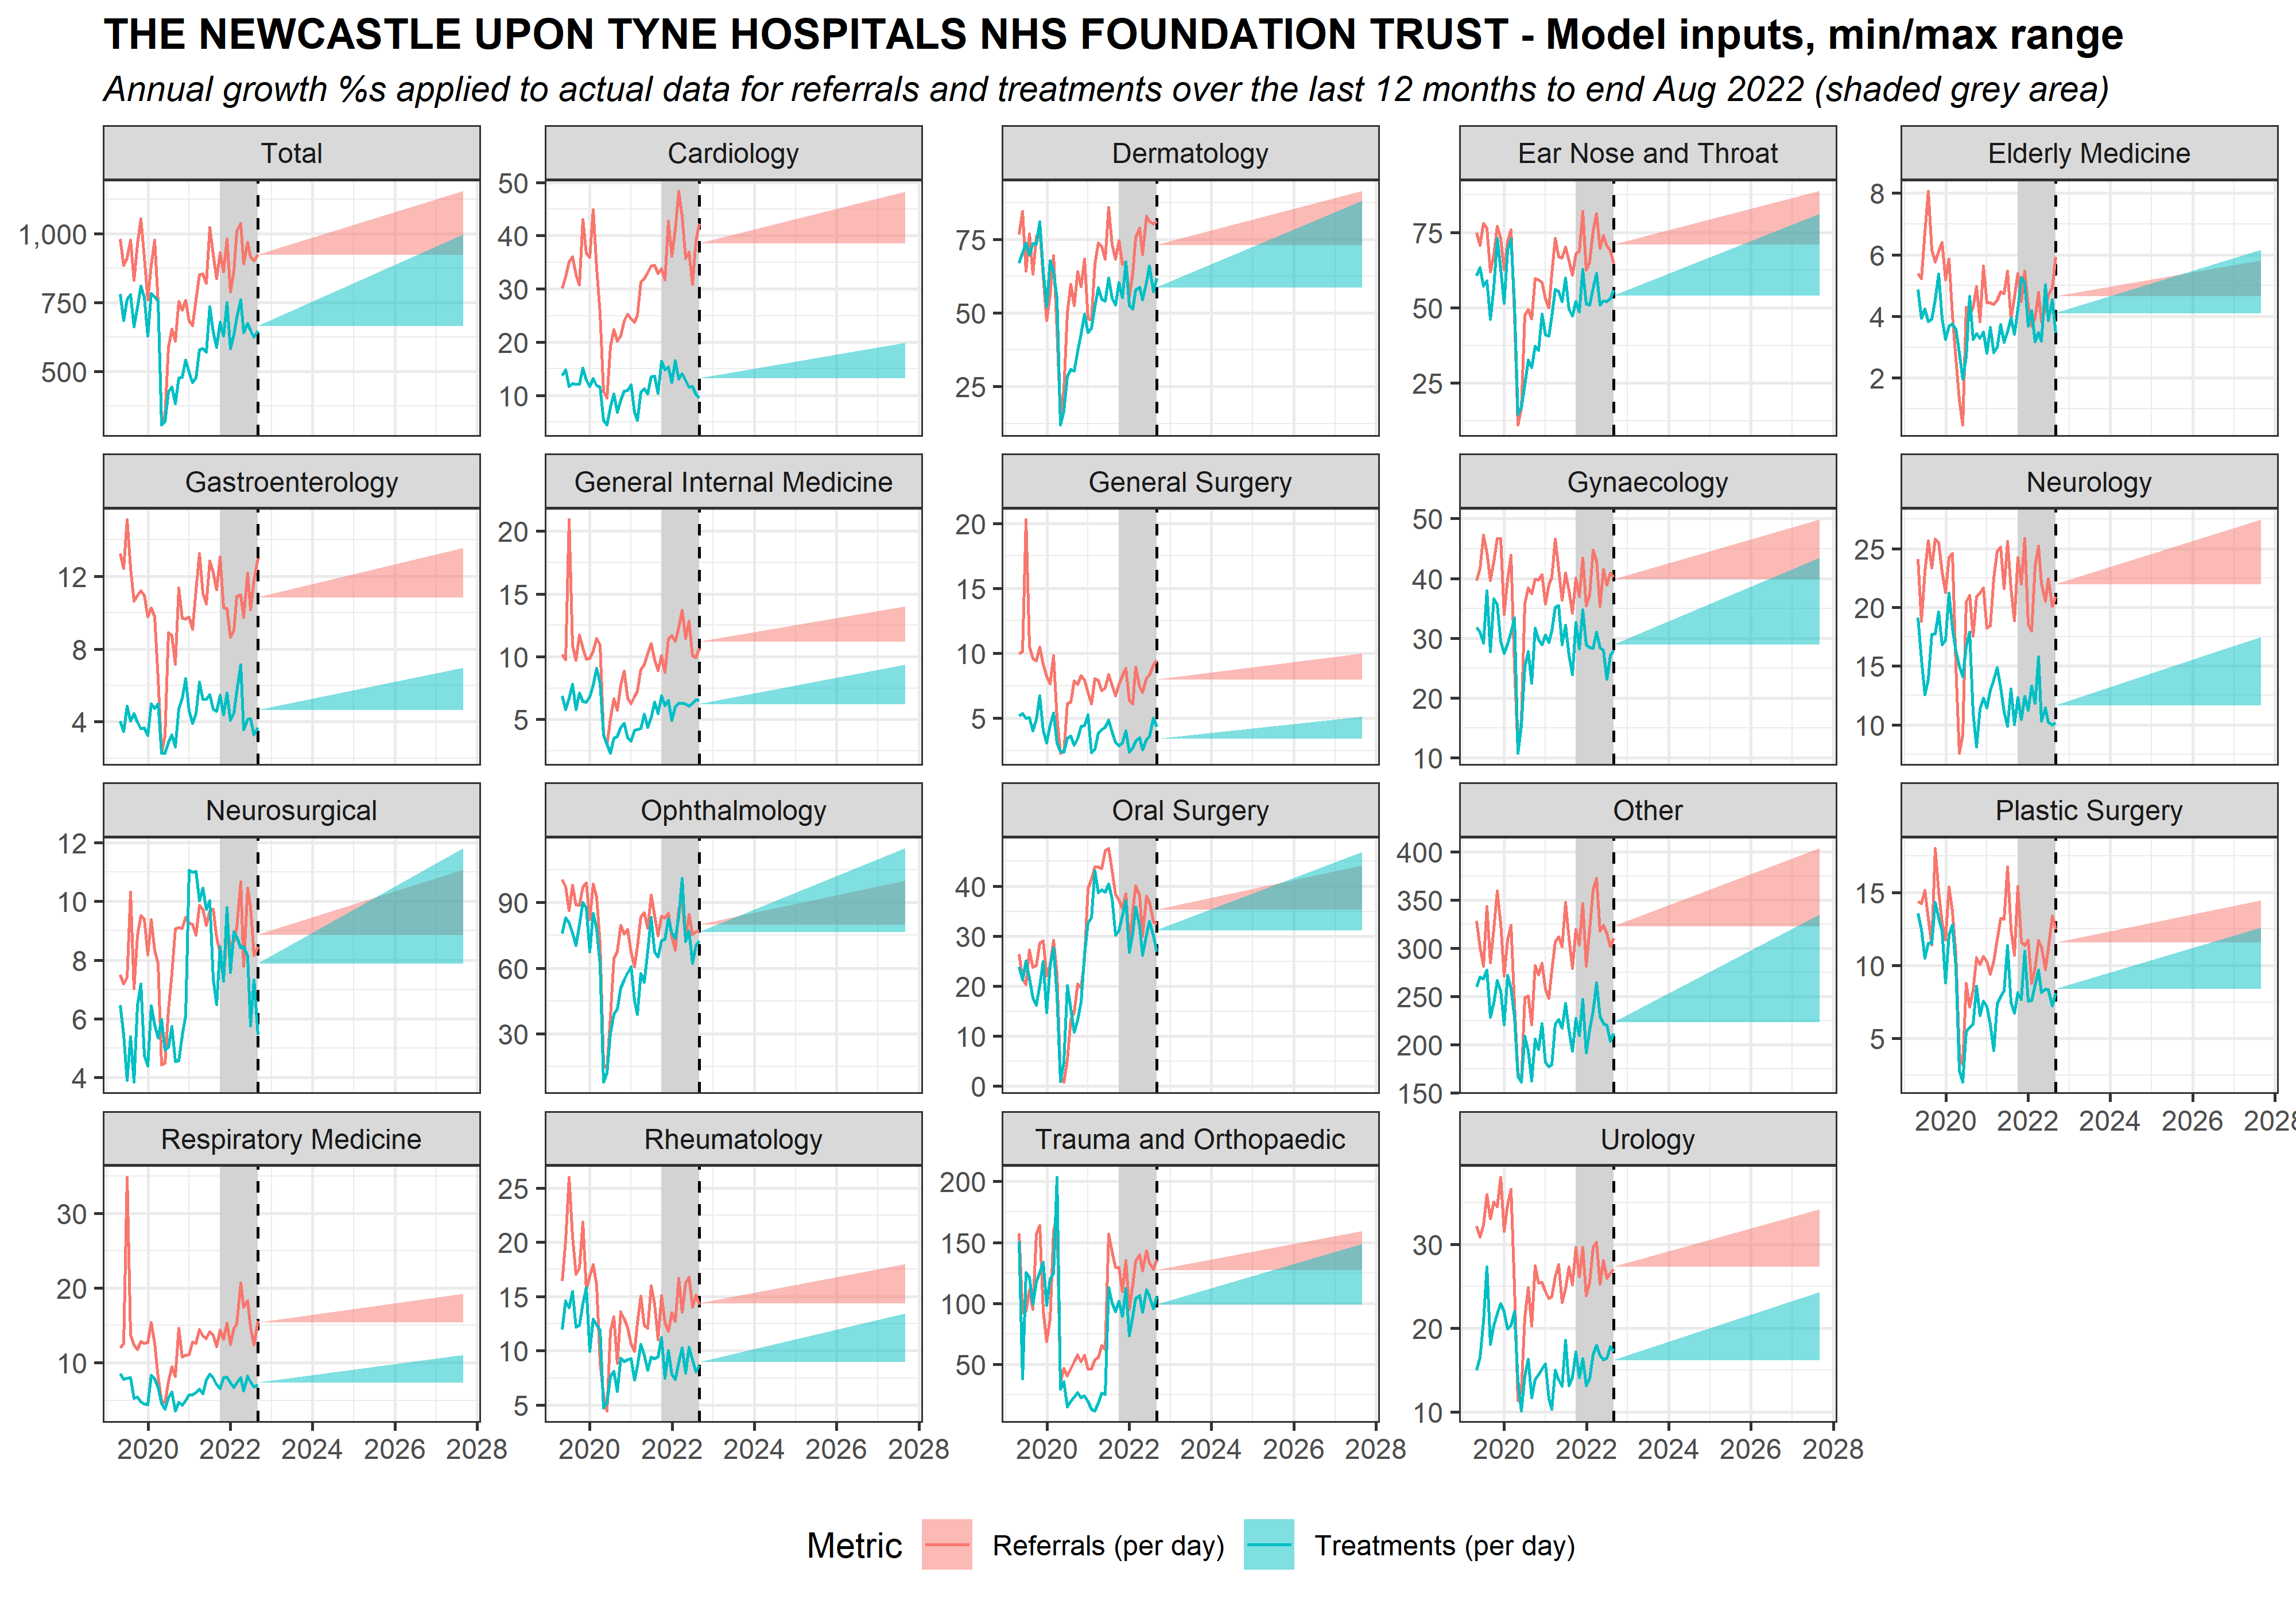 THE NEWCASTLE UPON TYNE HOSPITALS NHS FOUNDATION TRUST - Model inputs, min/max range
Annual growth %s applied to actual data for referrals and treatments over the last 12 months to end Aug 2022 (shaded grey area)
Total
1,000
750
500
Cardiology
50
40
30
20
10
Dermatology
75
50
25
Ear Nose and Throat
75
50
25
Elderly Medicine
8
6
4
2
Gastroenterology
12
8
4
General Internal Medicine
20
15
10
5
General Surgery
20
15
10
5
Gynaecology
50
40
30
20
10
Neurology
25
20
15
10
Neurosurgical
12
10
8
6
4
Ophthalmology
90
60
30
Oral Surgery
40
30
20
10
0
Other
400
350
300
250
200
150
Plastic Surgery
15
10
5
2020 2022 2024 2026 2028
Respiratory Medicine
30
20
10
2020 2022 2024 2026 2028
Rheumatology
25
20
15
10
5
2020 2022 2024 2026 2028
Trauma and Orthopaedic
200
150
100
50
2020 2022 2024 2026 2028
Urology
30
20
10
2020 2022 2024 2026 2028
Metric Referrals (per day) Treatments (per day)